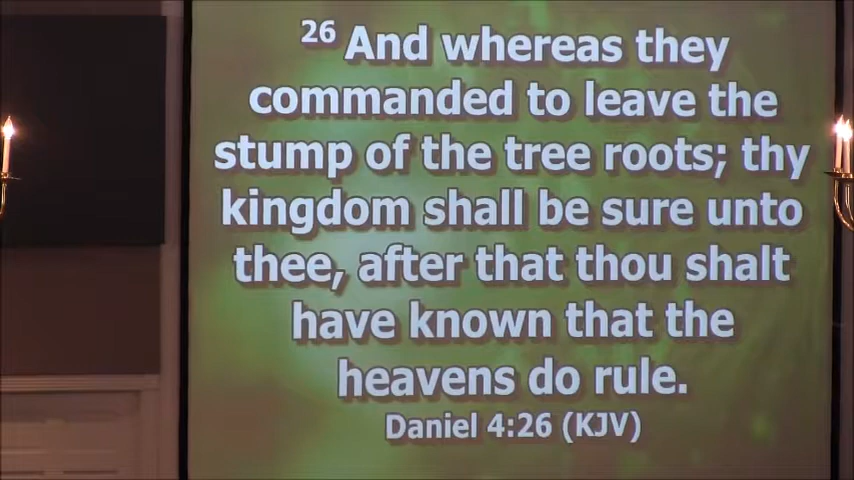 26 And whereas they
commanded to leave the
stump of the tree roots; thy
kingdom shall be sure unto
thee, after that thou shalt
have known that the
heavens do rule.
Daniel 4:26 (KJV)